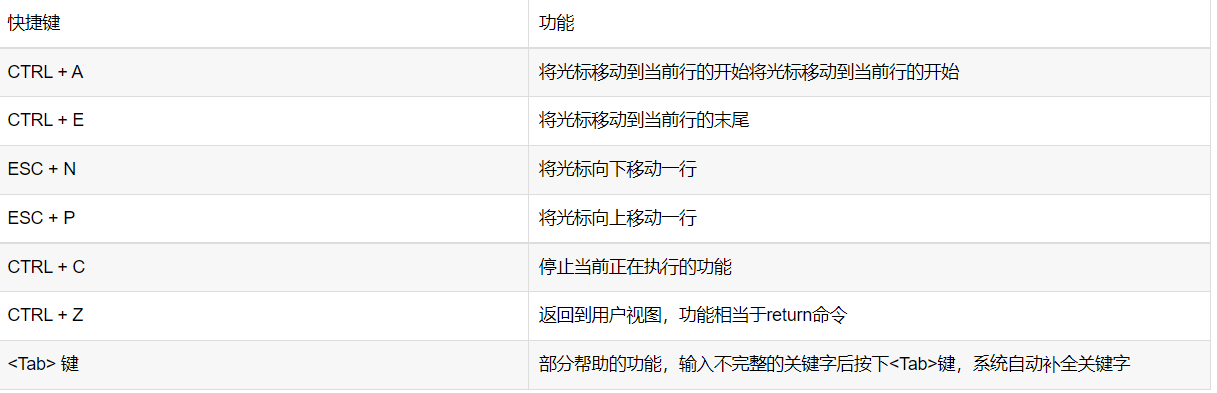 快捷键 功能
CTRL + A 将光标移动到当前行的开始将光标移动到当前行的开始
CTRL + E 将光标移动到当前行的末尾
ESC + N 将光标向下移动一行
ESC + P 将光标向上移动一行
CTRL + C 停止当前正在执行的功能
CTRL + Z 返回到用户视图，功能相当于return命令
<Tab> 键 部分帮助的功能，输入不完整的关键字后按下<Tab>键，系统自动补全关键字